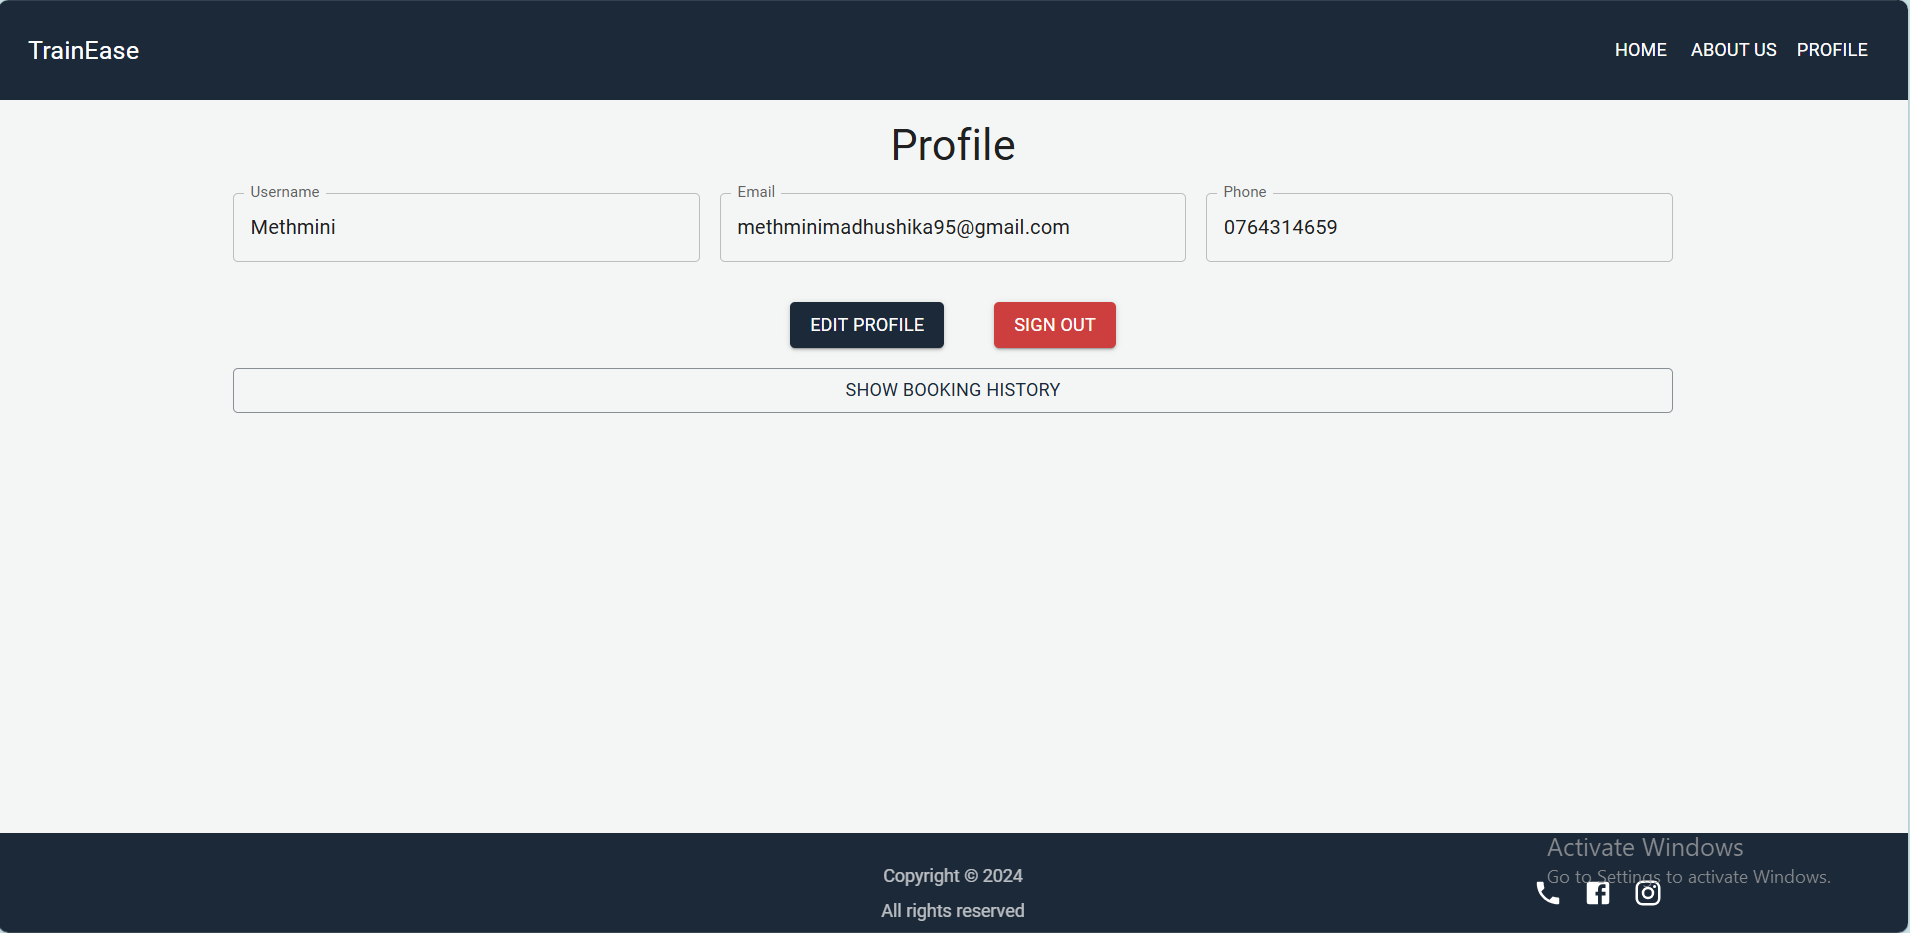 TrainEase
HOME ABOUT US PROFILE
Profile
Username
Methmini
Email
methminimadhushika95@gmail.com
Phone
0764314659
EDIT PROFILE
SIGN OUT
SHOW BOOKING HISTORY
Copyright © 2024
All rights reserved
Activate Windows
Go to Settings to activate Windows.